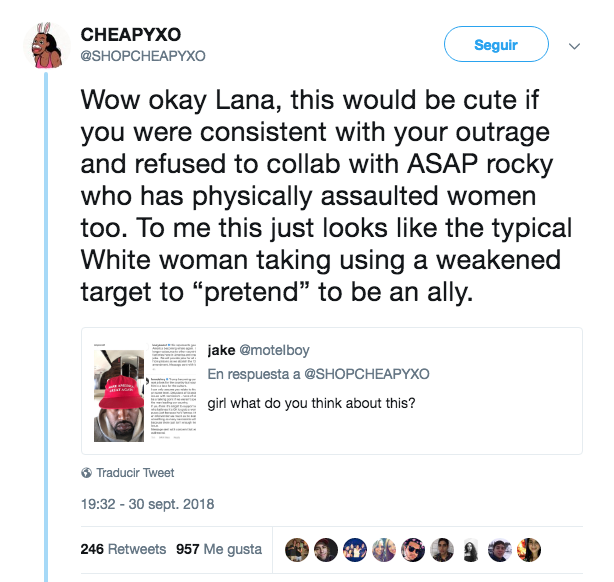 CHEAPYXO
@SHOPCHEAPYXO
Seguir
Wow okay Lana, this would be cute if
you were consistent with your outrage
and refused to collab with ASAP rocky
who has physically assaulted women
too. To me this just looks like the typical
White woman taking using a weakened
target to “pretend” to be an ally.
jake @motelboy
En respuesta a @SHOPCHEAPYXO
girl what do you think about this?
Traducir Tweet
19:32 - 30 sept. 2018
246 Retweets 957 Me gusta